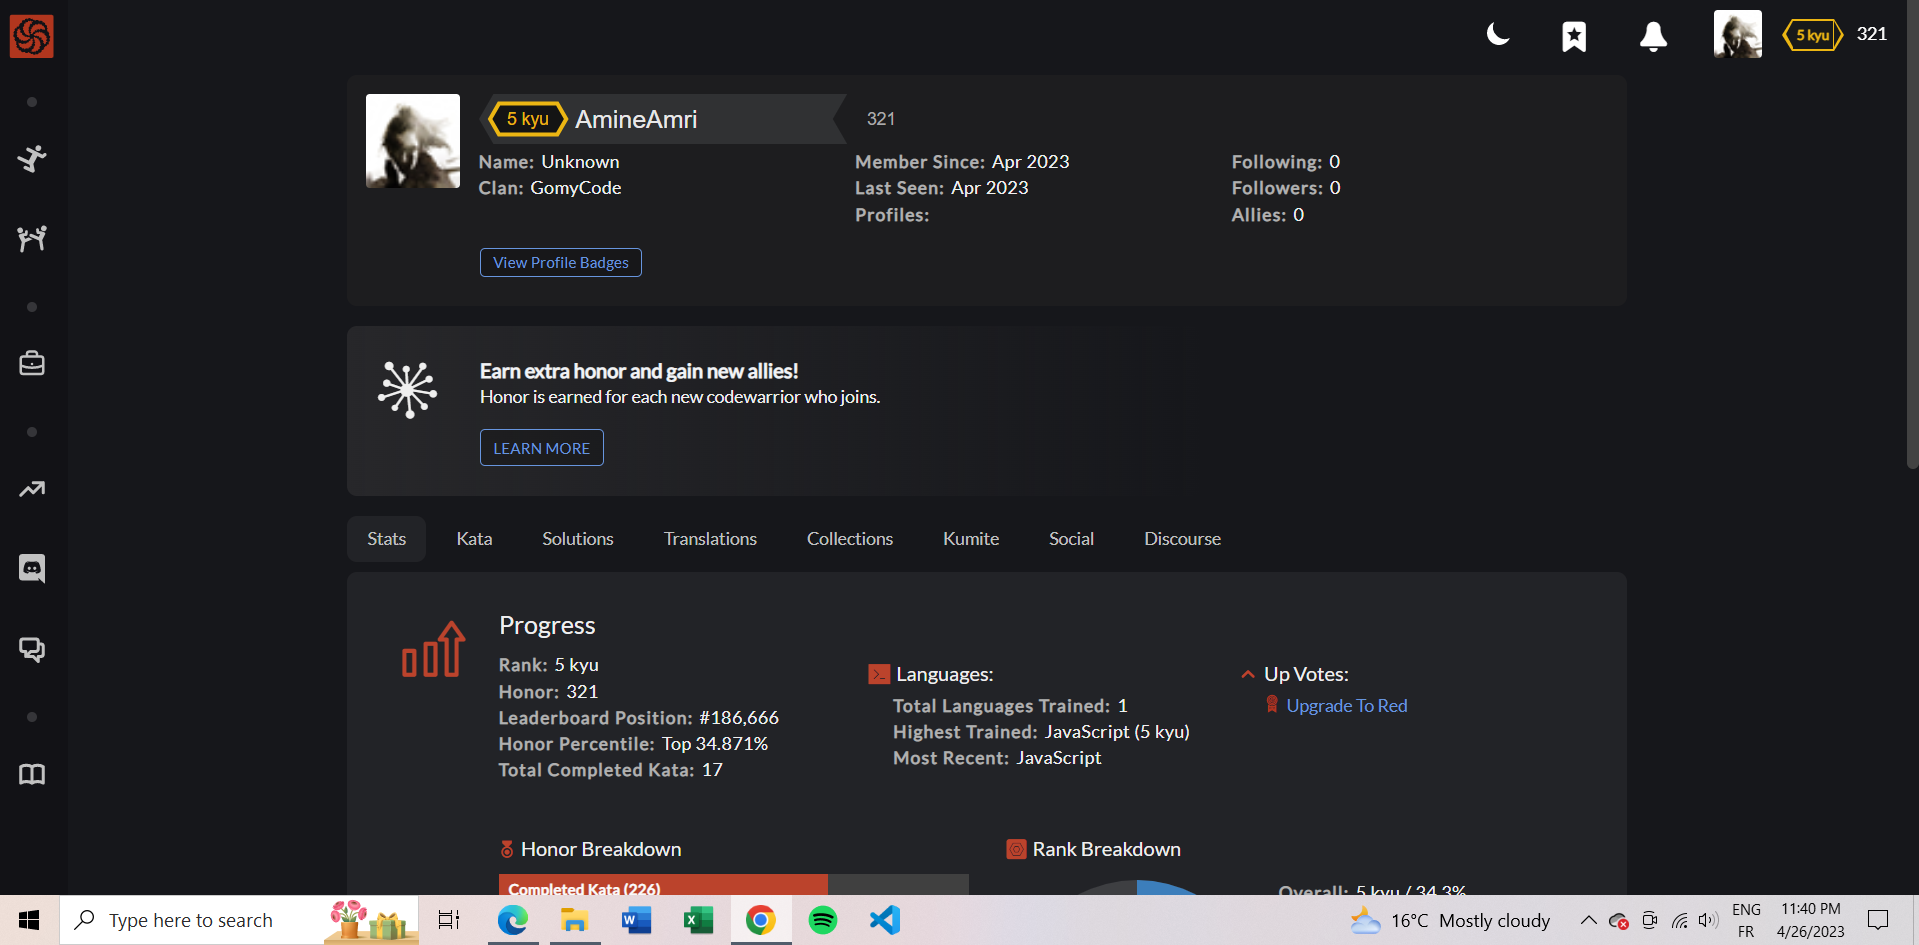 5 kyu 321
5 kyu AmineAmri 321
Name: Unknown
Clan: GomyCode
Member Since: Apr 2023
Last Seen: Apr 2023
Profiles:
Following: 0
Followers: 0
Allies: 0
View Profile Badges
Earn extra honor and gain new allies!
Honor is earned for each new codewarrior who joins.
LEARN MORE
Stats Kata Solutions Translations Collections Kumite Social Discourse
Progress
Rank: 5 kyu
Honor: 321
Leaderboard Position: #186,666
Honor Percentile: Top 34.871%
Total Completed Kata: 17
Languages:
Total Languages Trained: 1
Highest Trained: JavaScript (5 kyu)
Most Recent: JavaScript
Up Votes:
Upgrade To Red
Honor Breakdown
Completed Kata (226)
Rank Breakdown
Overall: 5 kyu / 34.3%
Type here to search
16°C Mostly cloudy
ENG
FR
11:40 PM
4/26/2023